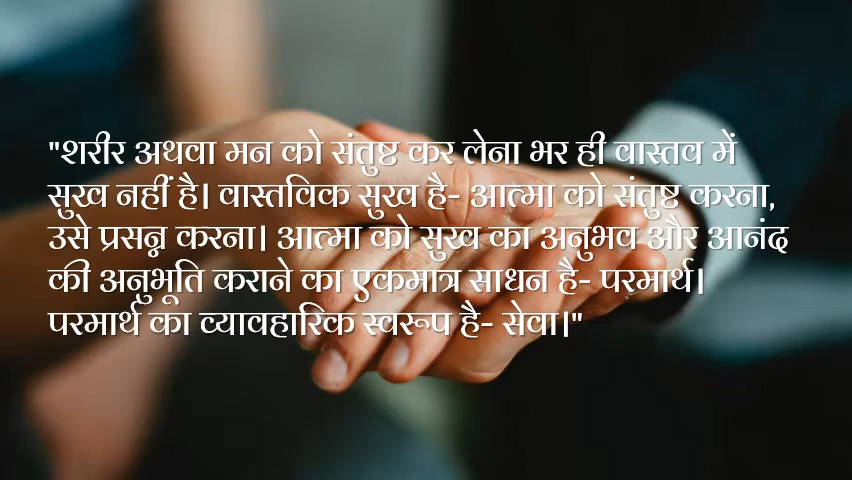 "शरीर अथवा मन को संतुष्ट कर लेना भर ही वास्तव में
सुख नहीं है। वास्तविक सुख है- आत्मा को संतुष्ट करना,
उसे प्रसन्न करना। आत्मा को सुख का अनुभव और आनंद
की अनुभूति कराने का एकमात्र साधन है- परमार्थ।
परमार्थ का व्यावहारिक स्वरूप है- सेवा।"